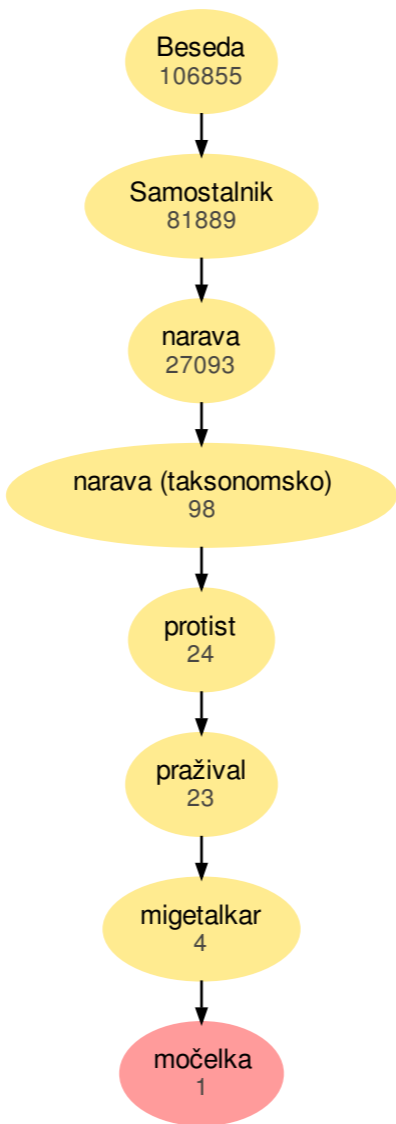 Beseda
106855
Samostalnik
81889
narava
27093
narava (taksonomsko)
98
protist
24
pražival
23
migetalkar
4
močelka
1